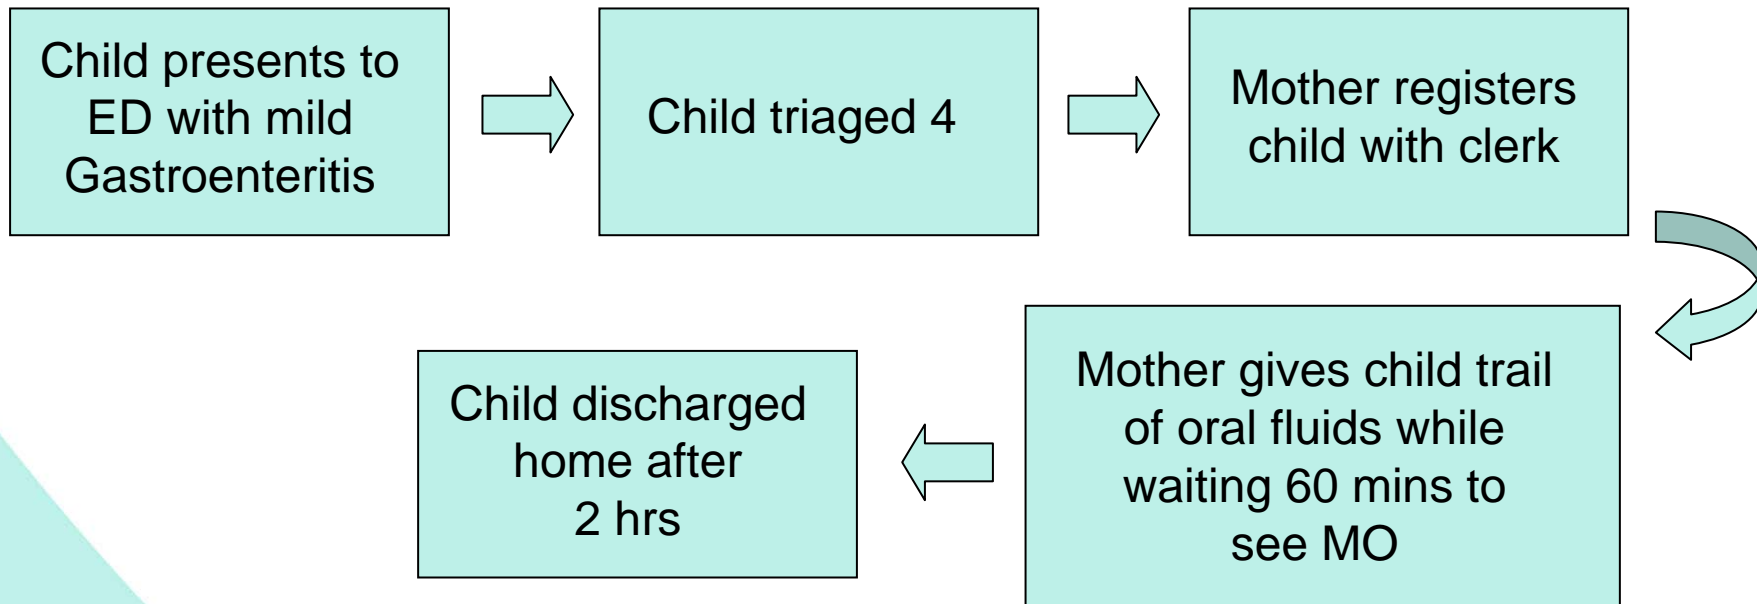 Child presents to
ED with mild
Gastroenteritis
Child triaged 4
Mother registers
child with clerk
Mother gives child trail
of oral fluids while
waiting 60 mins to
see MO
Child discharged
home after
2 hrs